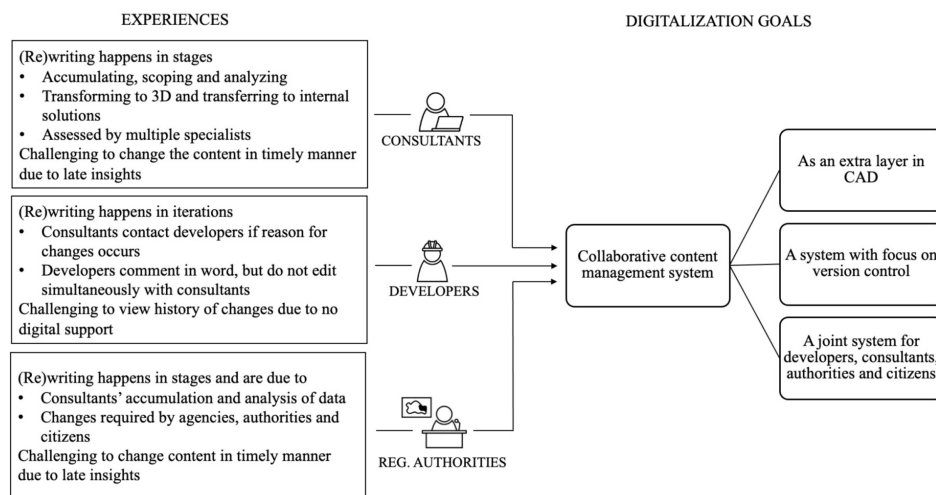 EXPERIENCES
DIGITALIZATION GOALS
(Re)writing happens in stages
• Accumulating, scoping and analyzing
• Transforming to 3D and transferring to internal
solutions
• Assessed by multiple specialists
Challenging to change the content in timely manner
due to late insights
CONSULTANTS
(Re)writing happens in iterations
• Consultants contact developers if reason for
changes occurs
• Developers comment in word, but do not edit
simultaneously with consultants
Challenging to view history of changes due to no
digital support
DEVELOPERS
(Re)writing happens in stages and are due to
• Consultants’ accumulation and analysis of data
• Changes required by agencies, authorities and
citizens
Challenging to change content in timely manner
due to late insights
REG. AUTHORITIES
Collaborative content
management system
As an extra layer in
CAD
A system with focus on
version control
A joint system for
developers, consultants,
authorities and citizens